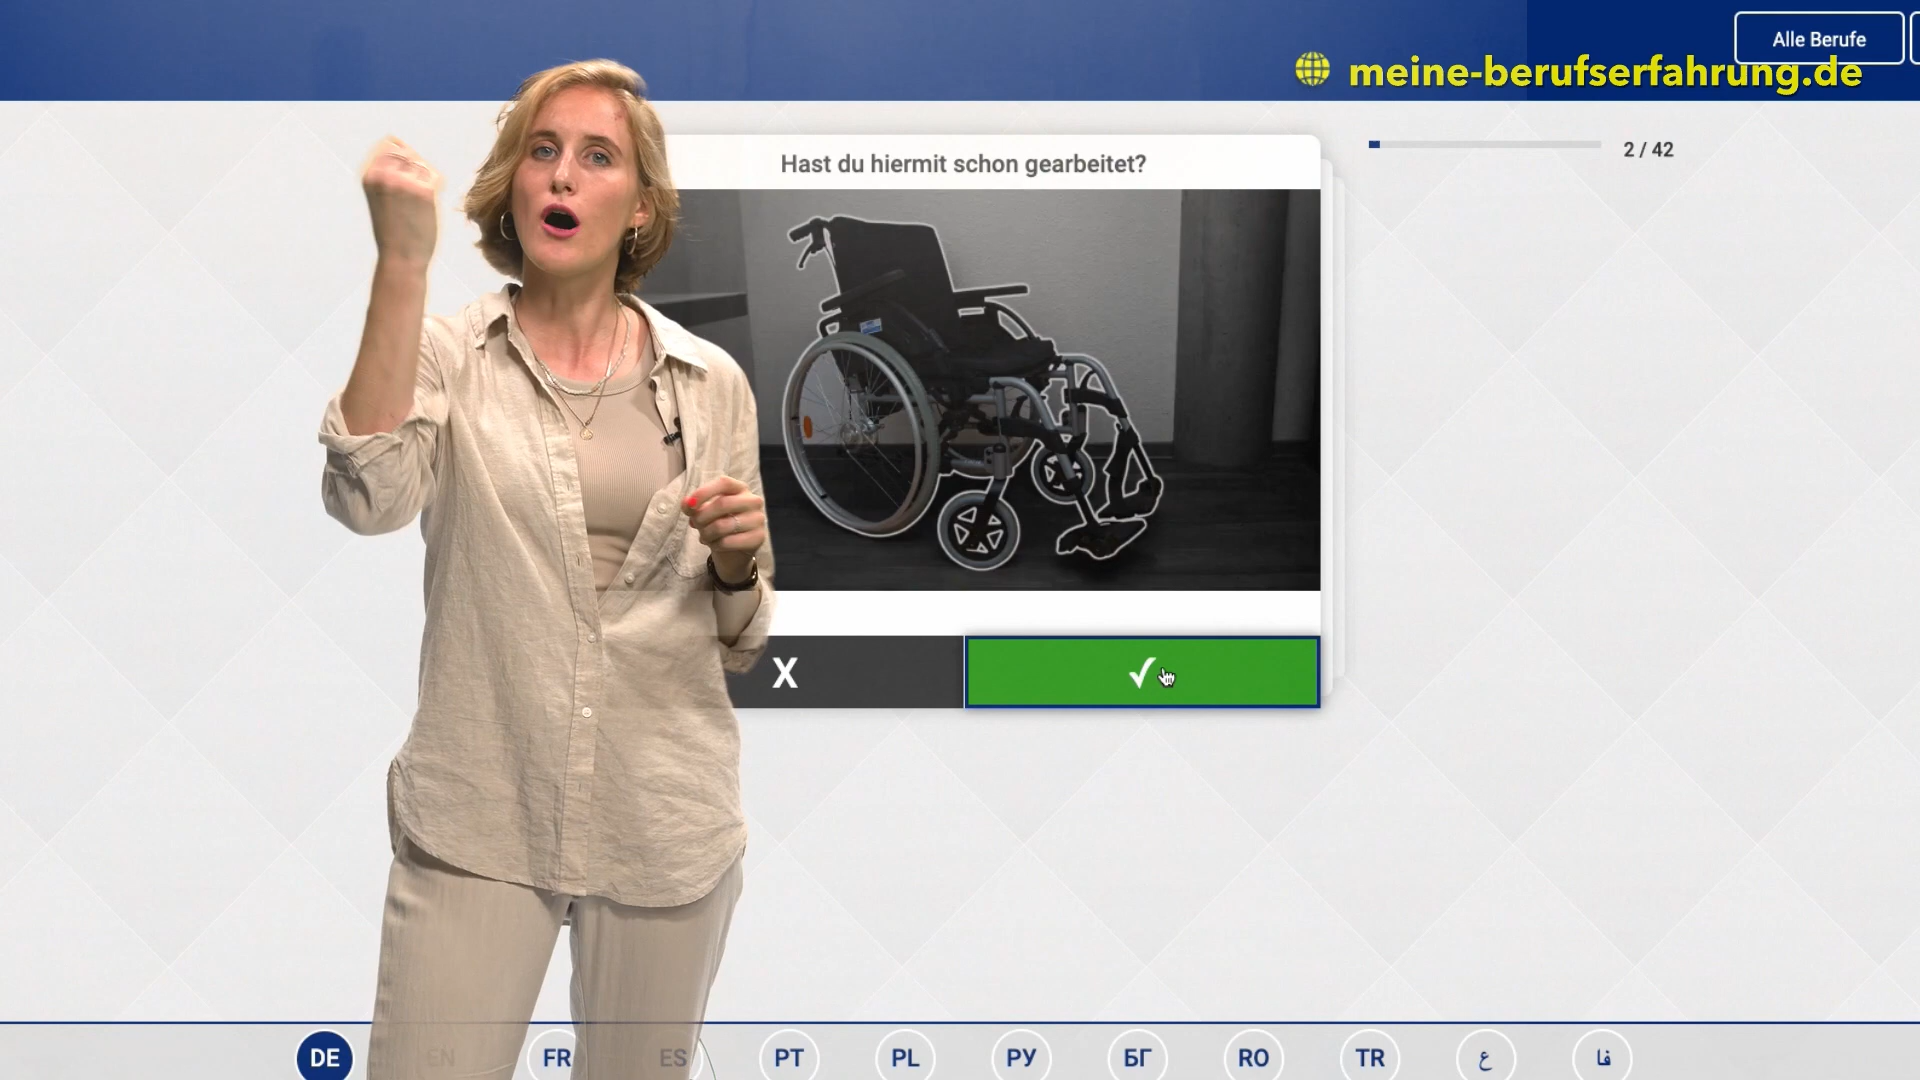 Alle Berufe
meine-berufserfahrung.de
Hast du hiermit schon gearbeitet?
2 / 42
X
DE EN FR ES PT PL РУ БГ RO TR ع فا